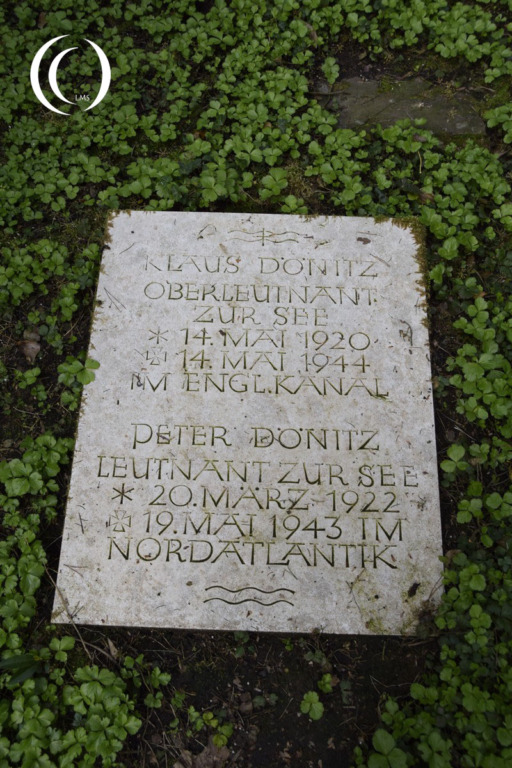 LMS
KLAUS DÖNITZ
OBERLEUTNANT
ZUR SEE
* 14. MAI 1920
✠ 14. MAI 1944
IM ENGL. KANAL
PETER DÖNITZ
LEUTNANT ZUR SEE
* 20. MÄRZ 1922
✠ 19. MAI 1943 IM
NORDATLANTIK